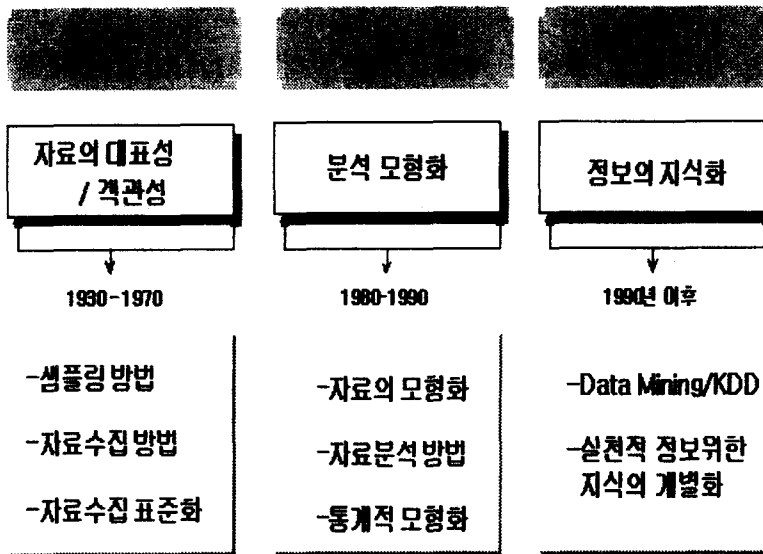 자료의 대표성
/ 객관성
1930-1970
-샘플링 방법
-자료수집 방법
-자료수집 표준화
분석 모형화
1980-1990
-자료의 모형화
-자료분석 방법
-통계적 모형화
정보의 지식화
1990년 이후
-Data Mining/KDD
-실천적 정보위한
지식의 개별화